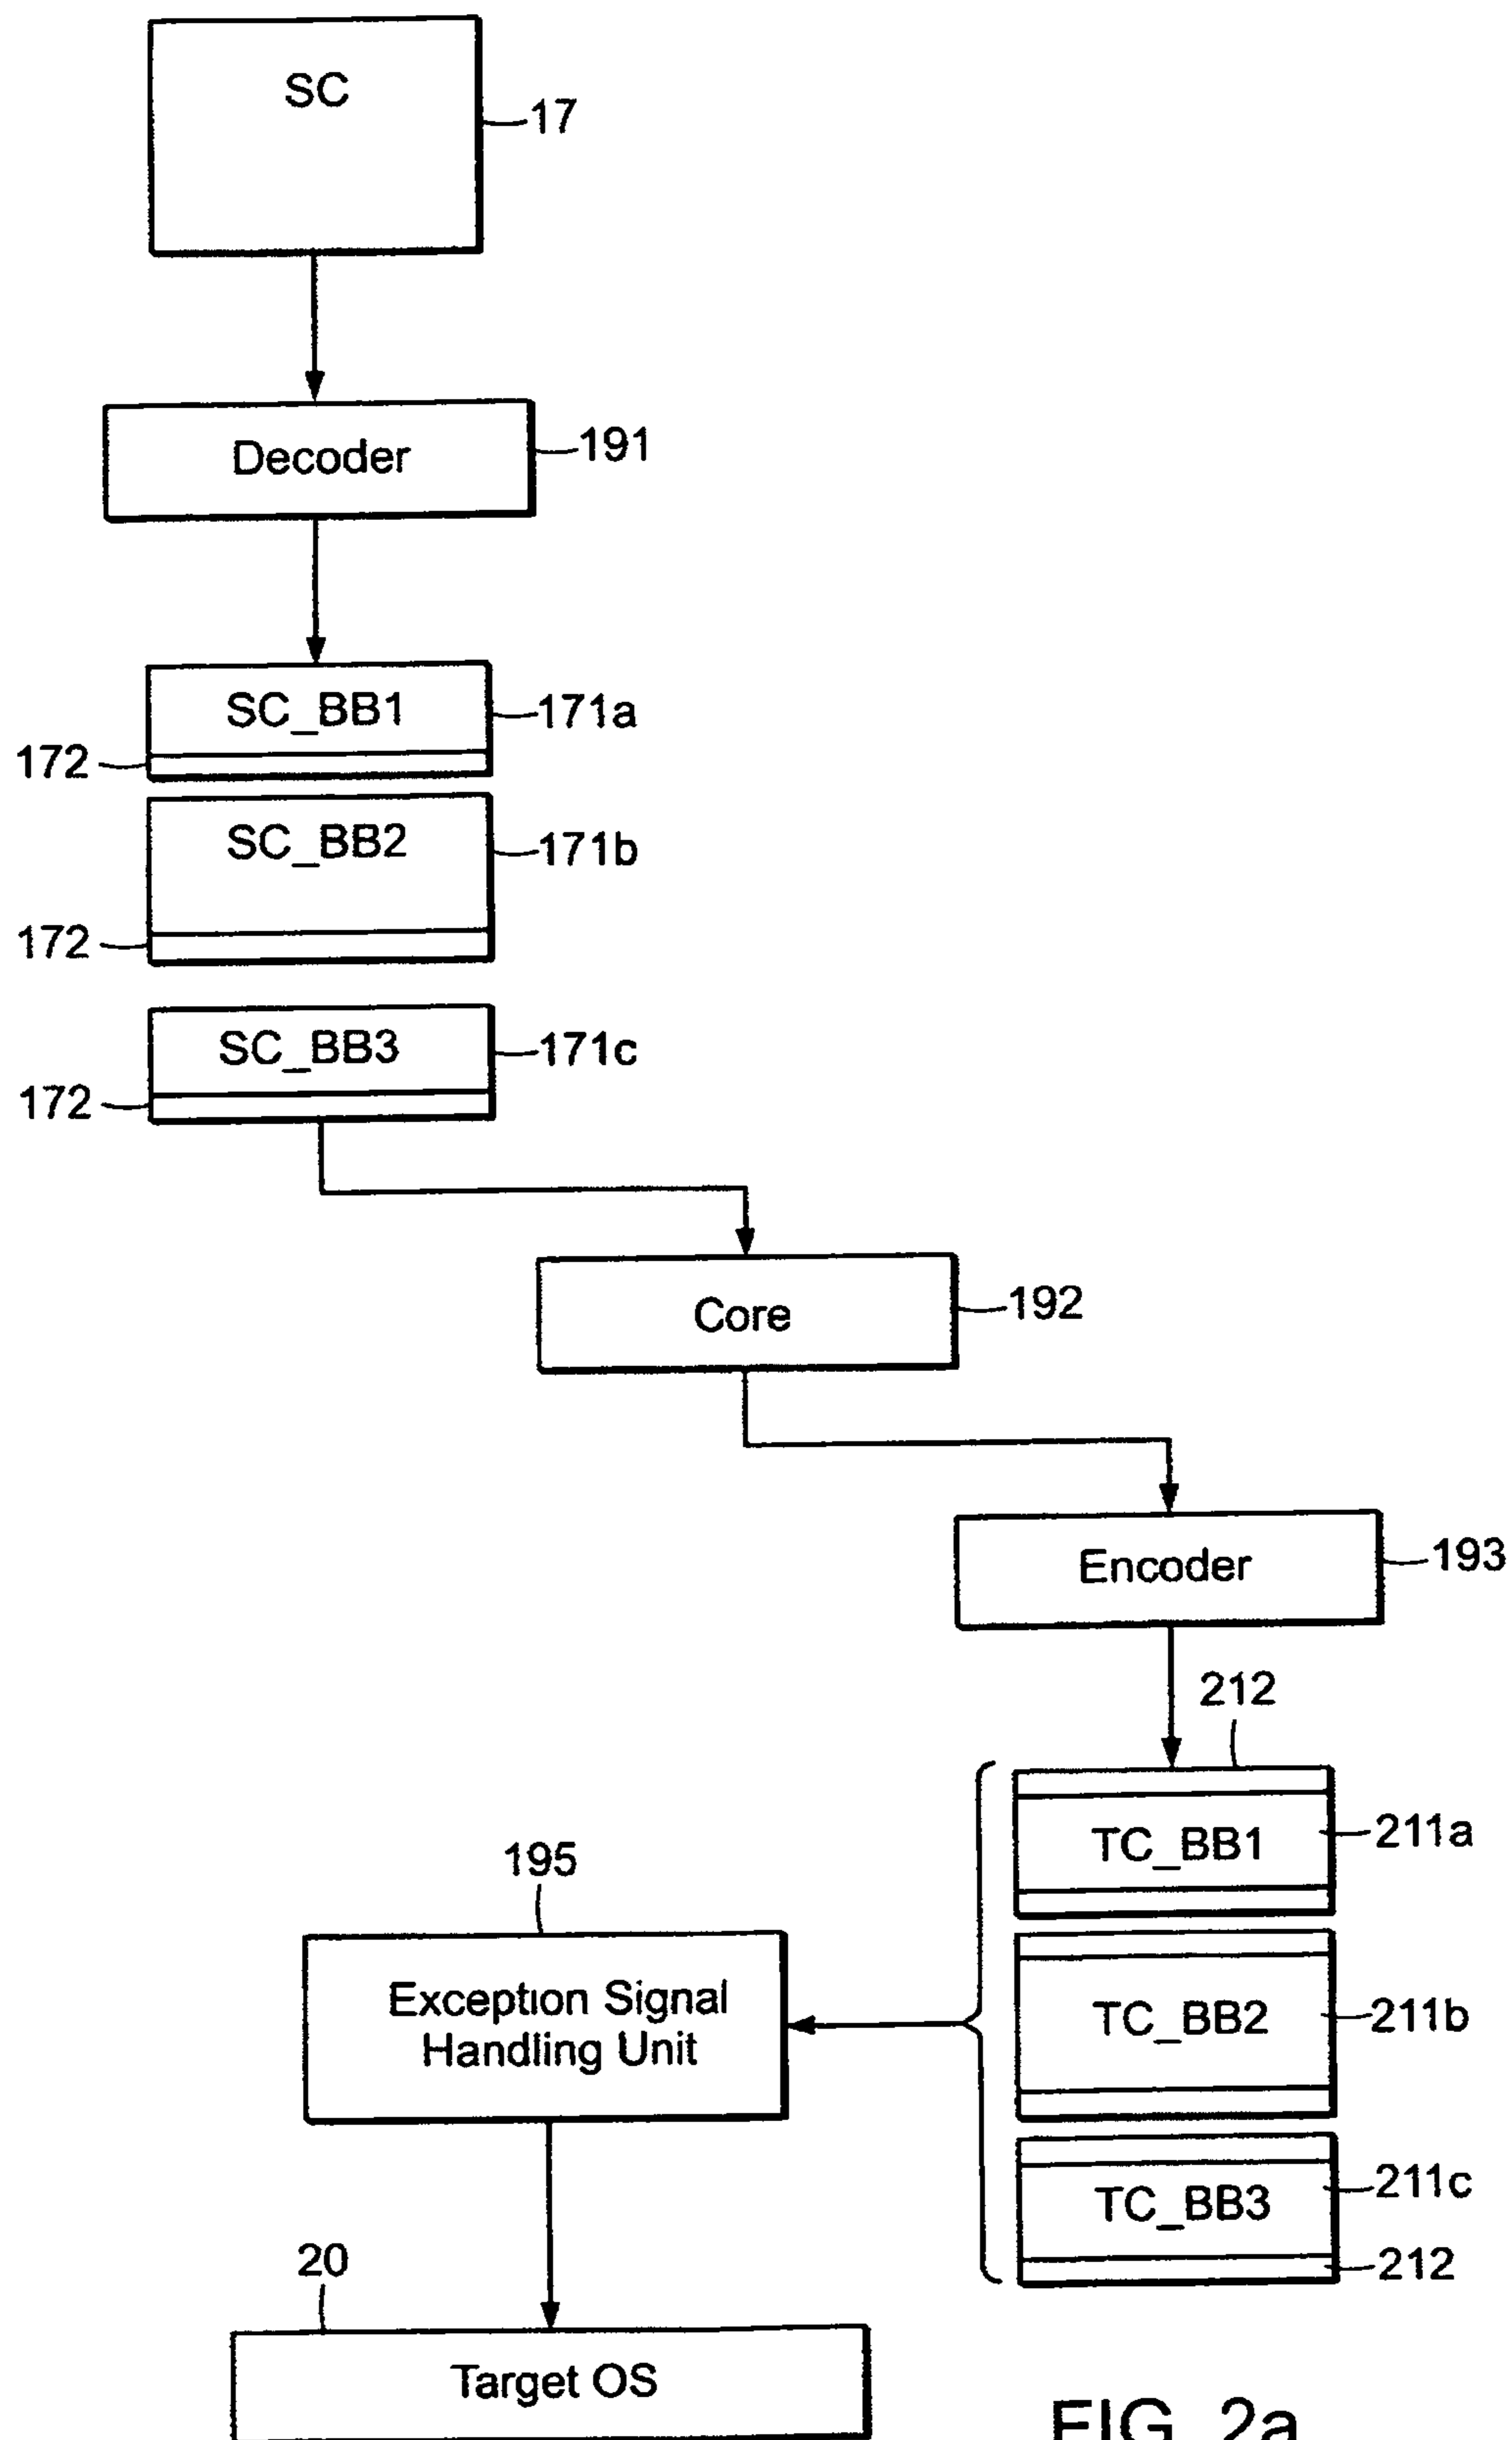 SC
17
Decoder
191
SC_BB1
171a
172
SC_BB2
171b
172
SC_BB3
171c
172
Core
192
Encoder
193
212
TC_BB1
211a
195
Exception Signal
Handling Unit
TC_BB2
211b
TC_BB3
211c
212
20
Target OS
FIG. 2a